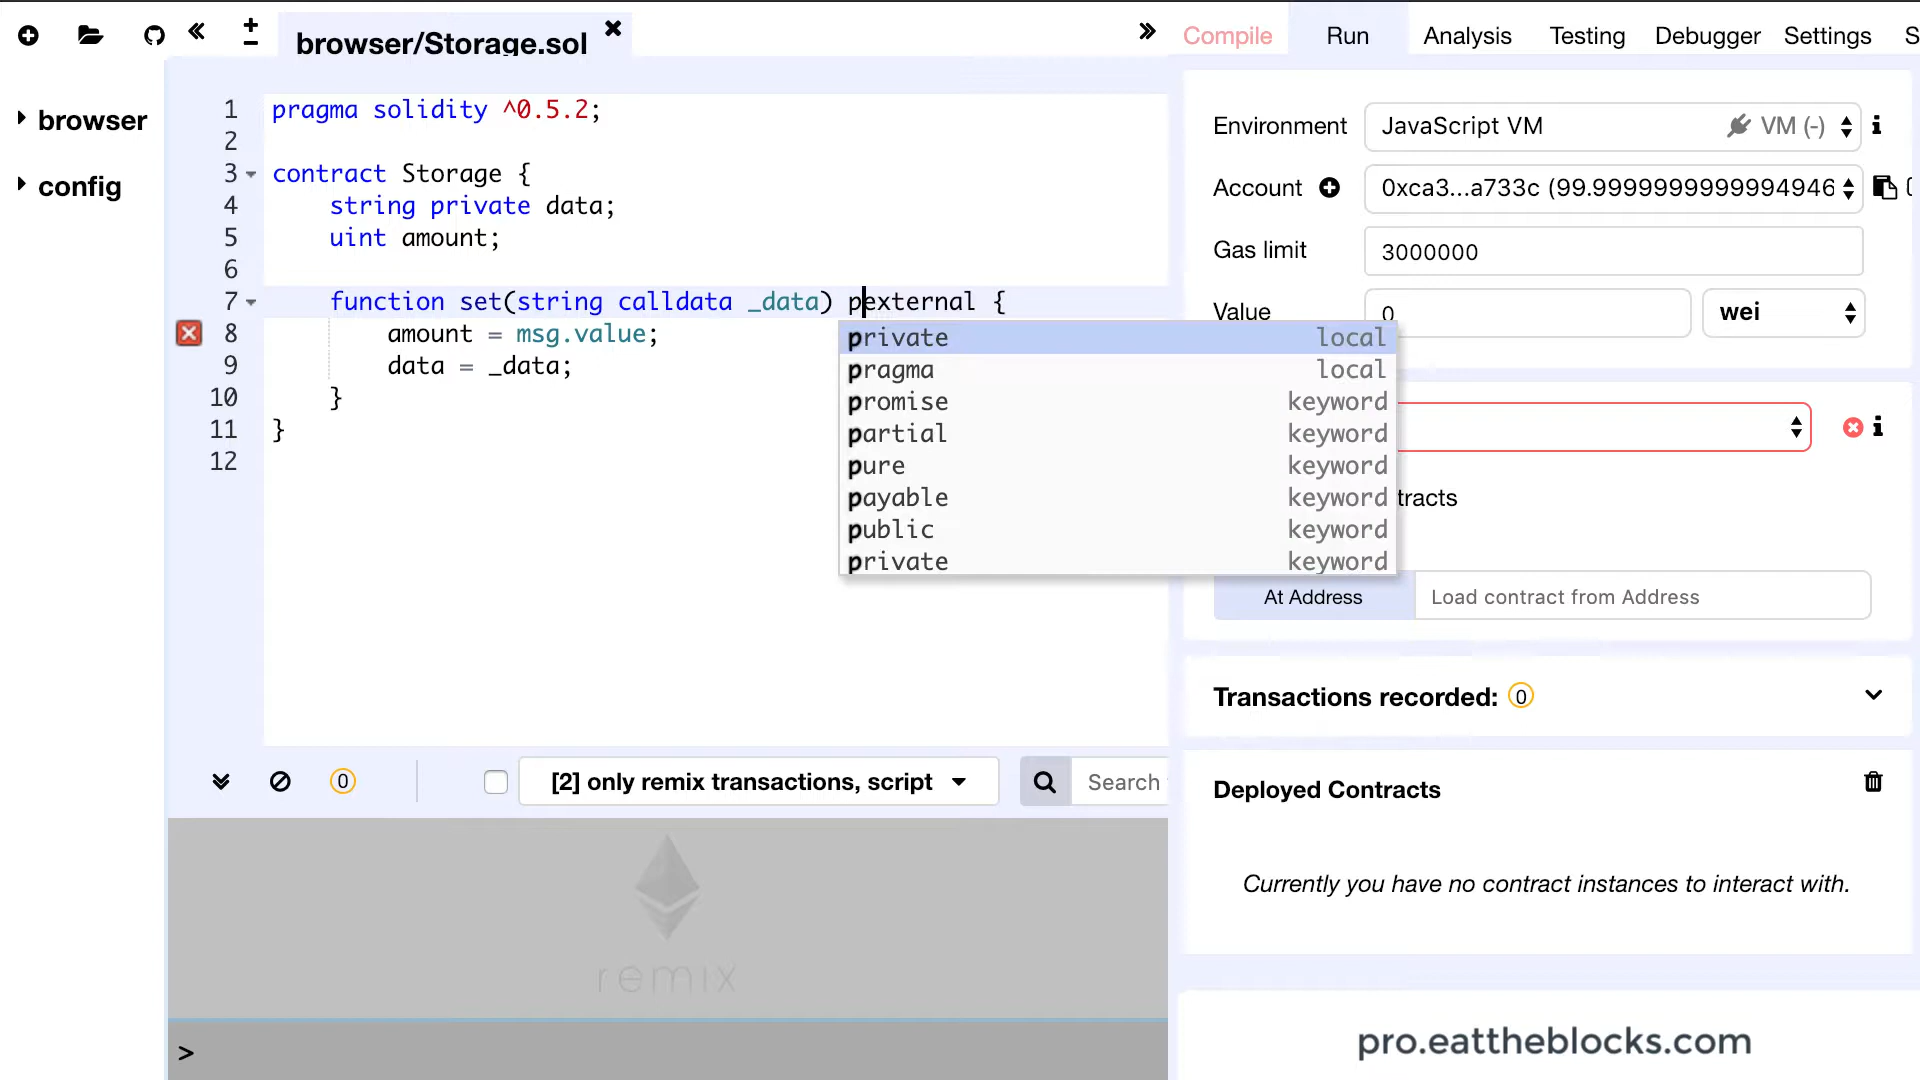 browser/Storage.sol
Compile Run Analysis Testing Debugger Settings S
browser
config
1 pragma solidity ^0.5.2;
2
3 contract Storage {
4 string private data;
5 uint amount;
6
7 function set(string calldata _data) pexternal {
8 amount = msg.value;
9 data = _data;
10 }
11 }
12
private local
pragma local
promise keyword
partial keyword
pure keyword
payable keyword
public keyword
private keyword
Environment JavaScript VM VM (-)
Account 0xca3...a733c (99.9999999999994946
Gas limit 3000000
Value 0 wei
tracts
At Address Load contract from Address
Transactions recorded: 0
Deployed Contracts
Currently you have no contract instances to interact with.
0 [2] only remix transactions, script Search
remix
>
pro.eattheblocks.com